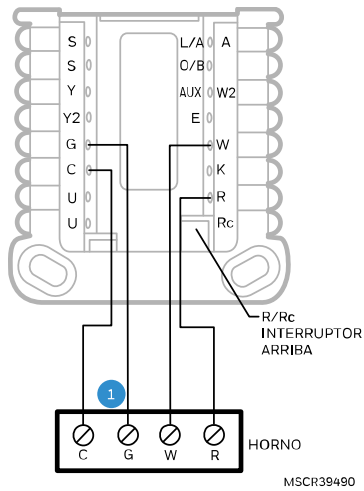 S L/A A
S O/B
Y AUX W2
Y2 E
G W
C K
U R
U Rc
R/Rc
INTERRUPTOR
ARRIBA
1
C G W R
HORNO
MSCR39490